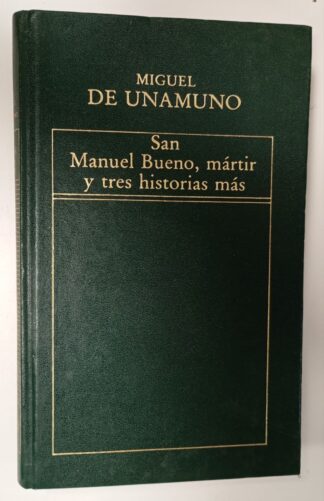 MIGUEL
DE UNAMUNO
San
Manuel Bueno, mártir
y tres historias más